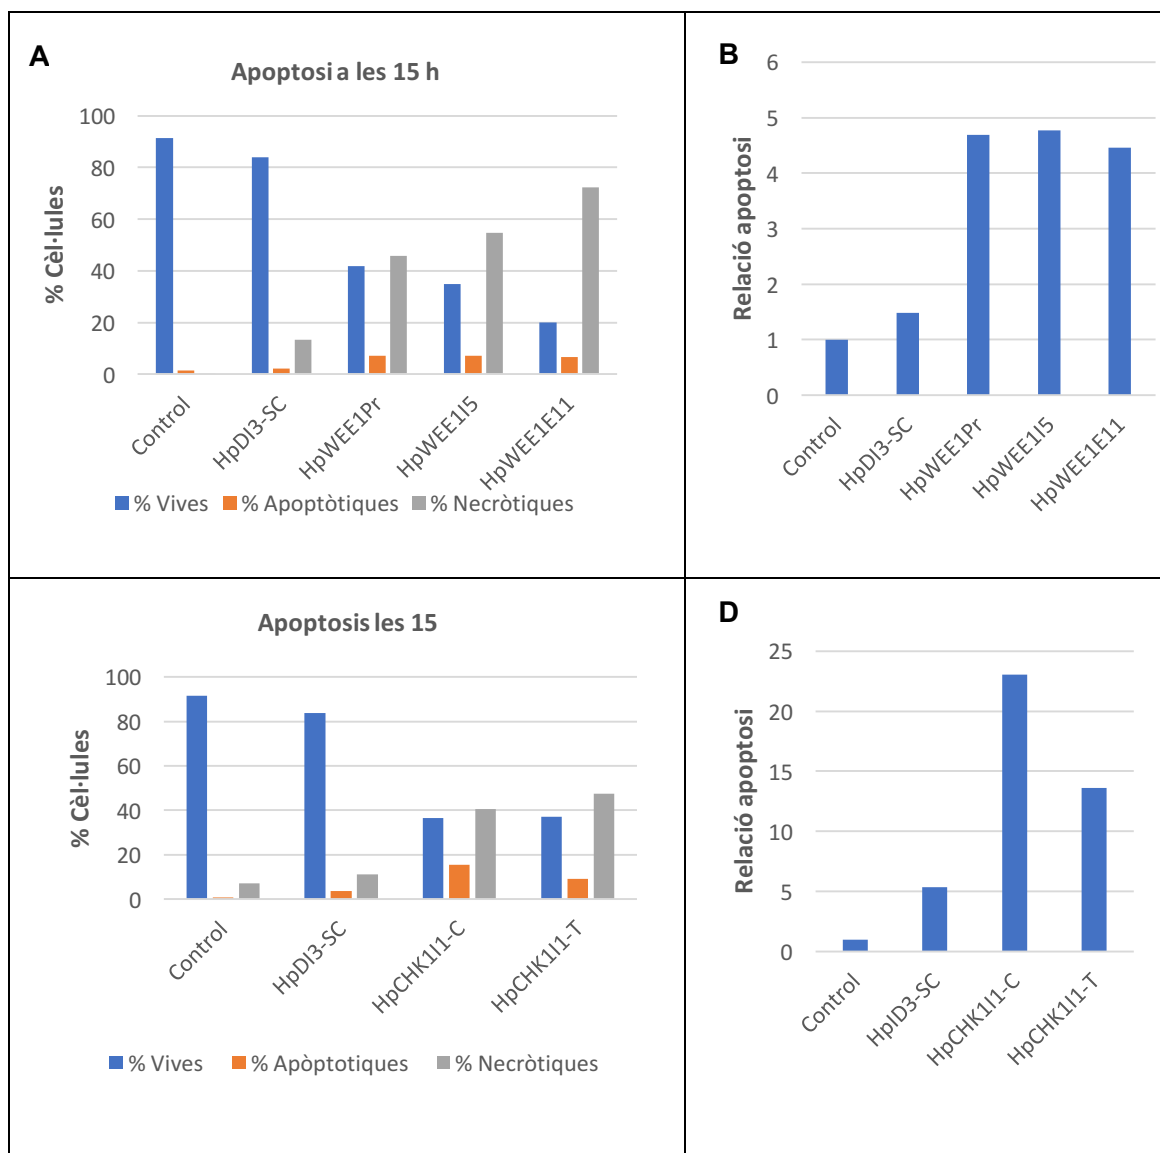 A
Apoptosi a les 15 h
% Cèl·lules
100
80
60
40
20
0
Control
HpDI3-SC
HpWEE1Pr
HpWEE1I5
HpWEE1E11
% Vives % Apoptòtiques % Necròtiques
B
Relació apoptosi
6
5
4
3
2
1
0
Control
HpDI3-SC
HpWEE1Pr
HpWEE1I5
HpWEE1E11
Apoptosis les 15
% Cèl·lules
100
80
60
40
20
0
Control
HpDI3-SC
HpCHK1I1-C
HpCHK1I1-T
% Vives % Apòptotiques % Necròtiques
D
Relació apoptosi
25
20
15
10
5
0
Control
HpID3-SC
HpCHK1I1-C
HpCHK1I1-T